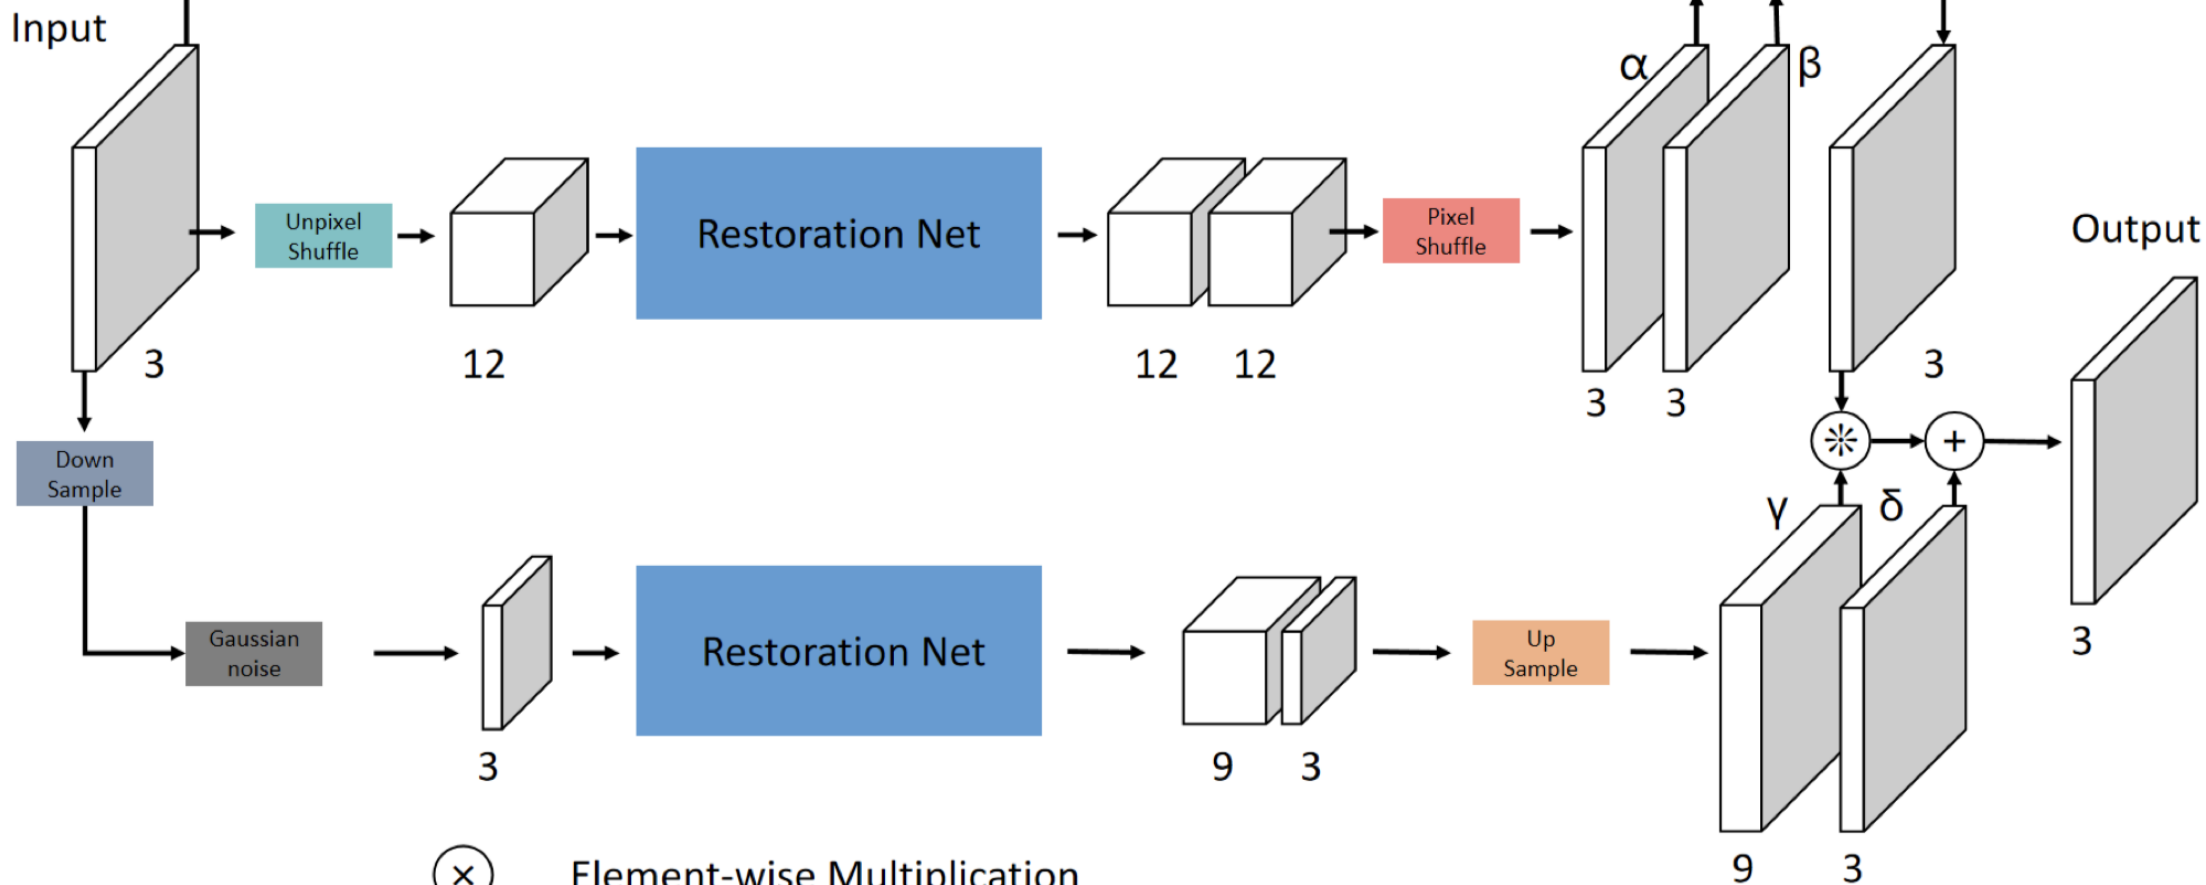 Input
α
β
Unpixel
Shuffle
Restoration Net
Pixel
Shuffle
Output
3
12
12
12
3
3
3
Down
Sample
+
γ
δ
Gaussian
noise
Restoration Net
Up
Sample
3
3
9
3
9
3
× Element-wise Multiplication